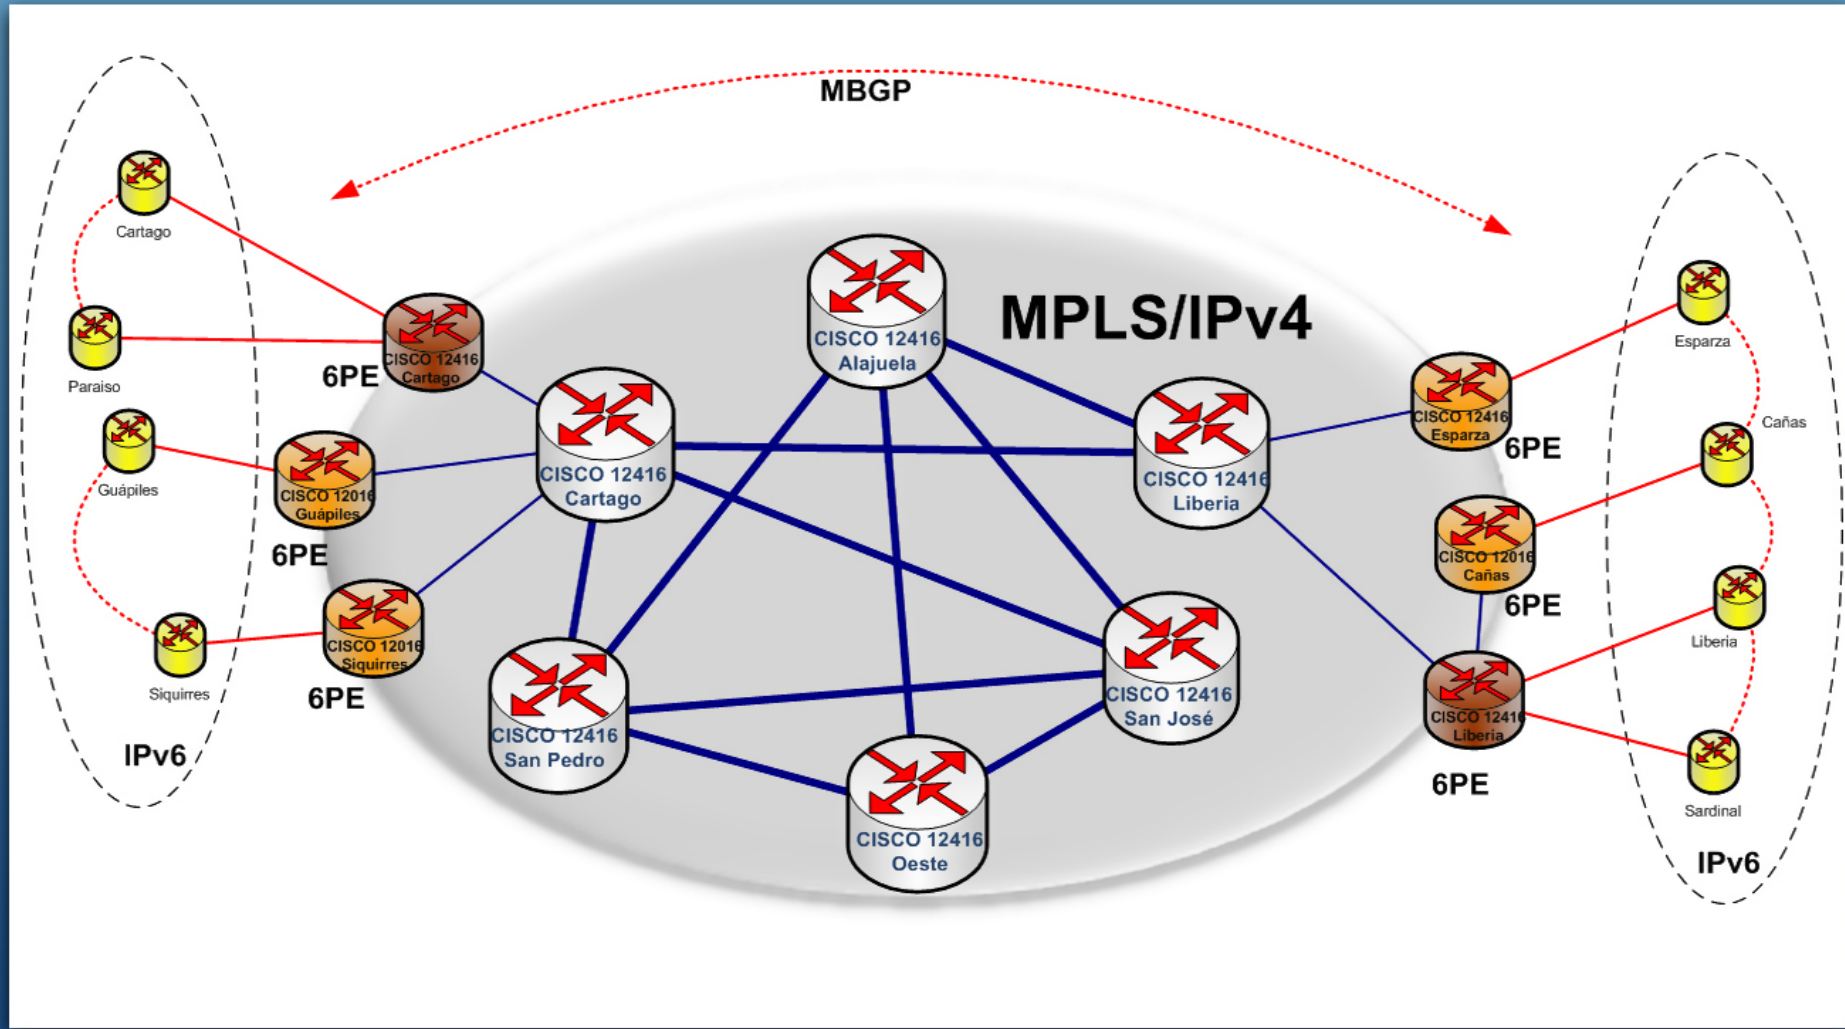 MBGP
MPLS/IPv4
Cartago
Paraiso
Guápiles
Siquirres
IPv6
CISCO 12416
Cartago
6PE
CISCO 12016
Guápiles
6PE
CISCO 12016
Siquirres
6PE
CISCO 12416
Alajuela
CISCO 12416
Cartago
CISCO 12416
Liberia
CISCO 12416
San Pedro
CISCO 12416
San José
CISCO 12416
Oeste
CISCO 12416
Esparza
6PE
CISCO 12016
Cañas
6PE
CISCO 12416
Liberia
6PE
Esparza
Cañas
Liberia
Sardinal
IPv6